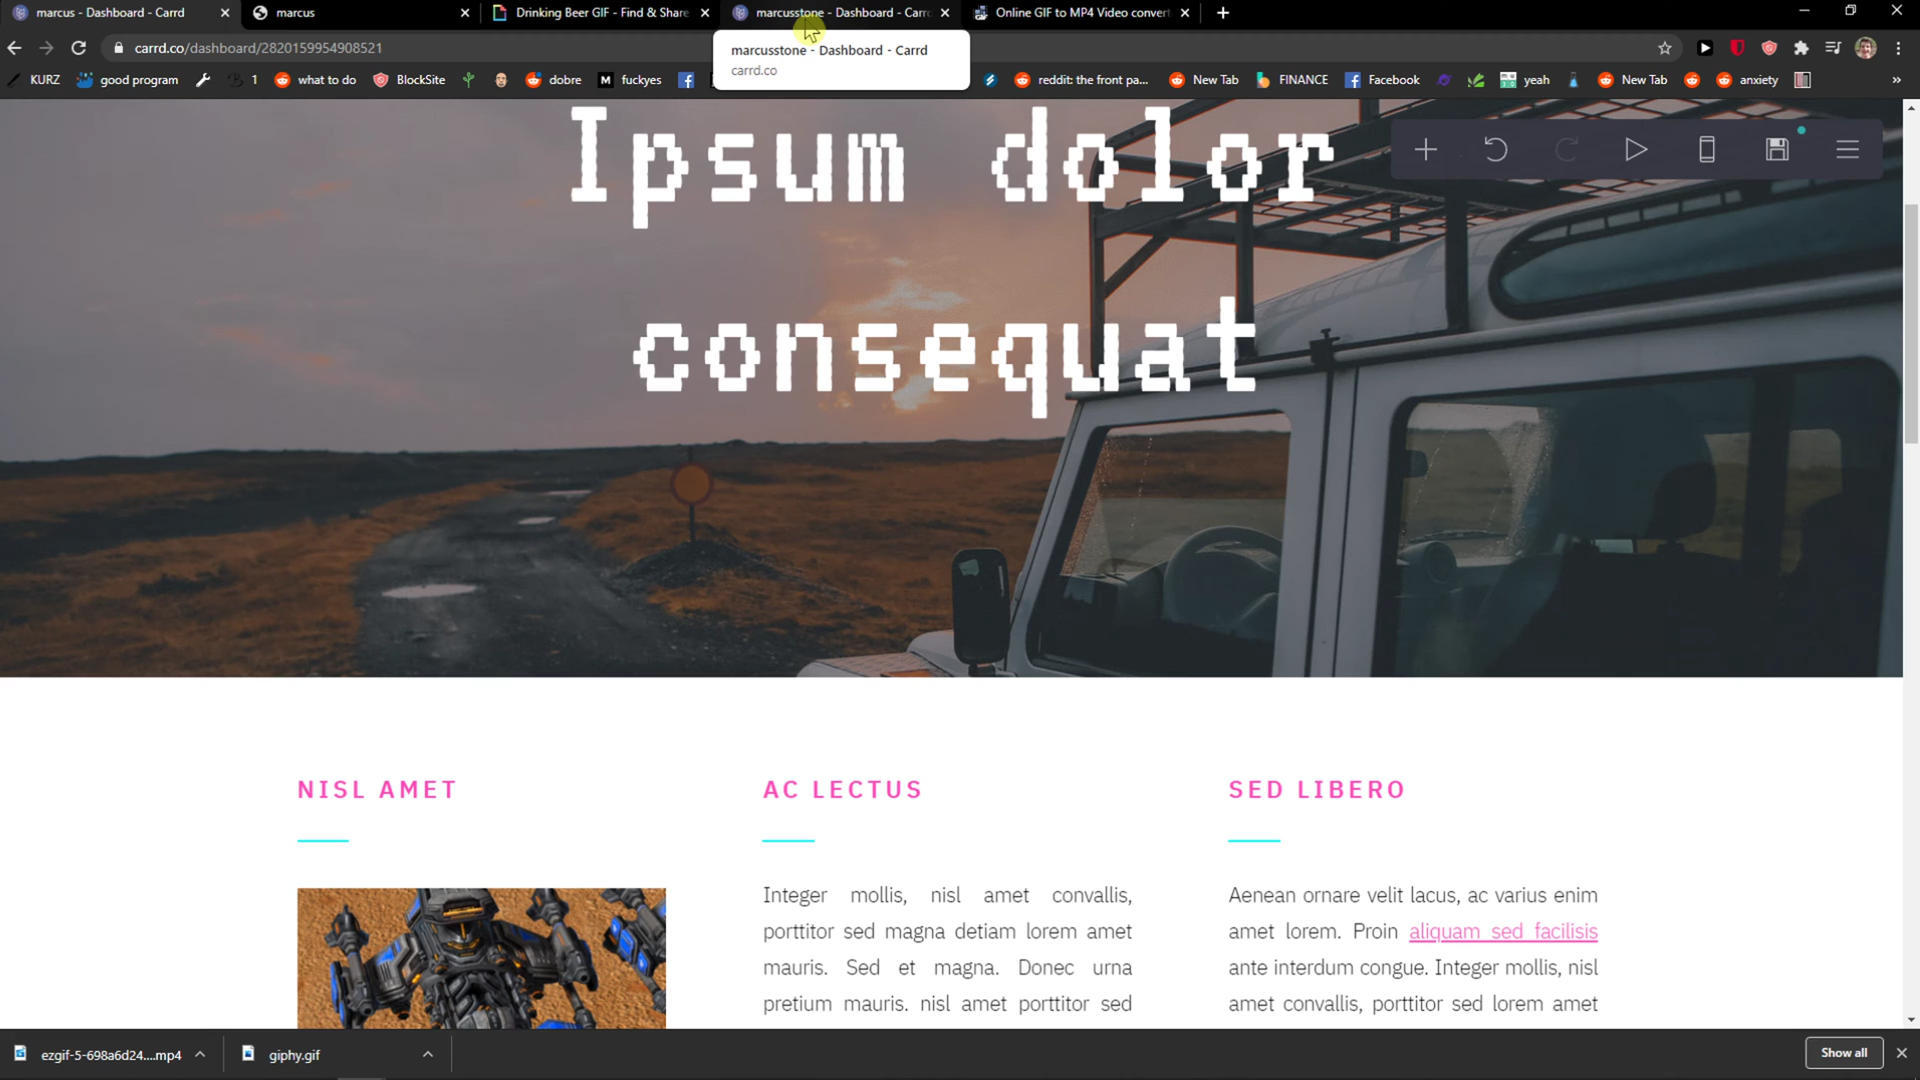 marcus - Dashboard - Carrd
marcus
Drinking Beer GIF - Find & Share
marcusstone - Dashboard - Carrd
Online GIF to MP4 Video convert
carrd.co/dashboard/2820159954908521
marcusstone - Dashboard - Carrd
carrd.co
KURZ
good program
1
what to do
BlockSite
dobre
fuckyes
reddit: the front pa...
New Tab
FINANCE
Facebook
yeah
New Tab
anxiety
Ipsum dolor
consequat
NISL AMET
AC LECTUS
Integer mollis, nisl amet convallis,
porttitor sed magna detiam lorem amet
mauris. Sed et magna. Donec urna
pretium mauris. nisl amet porttitor sed
SED LIBERO
Aenean ornare velit lacus, ac varius enim
amet lorem. Proin aliquam sed facilisis
ante interdum congue. Integer mollis, nisl
amet convallis, porttitor sed lorem amet
ezgif-5-698a6d24....mp4
giphy.gif
Show all